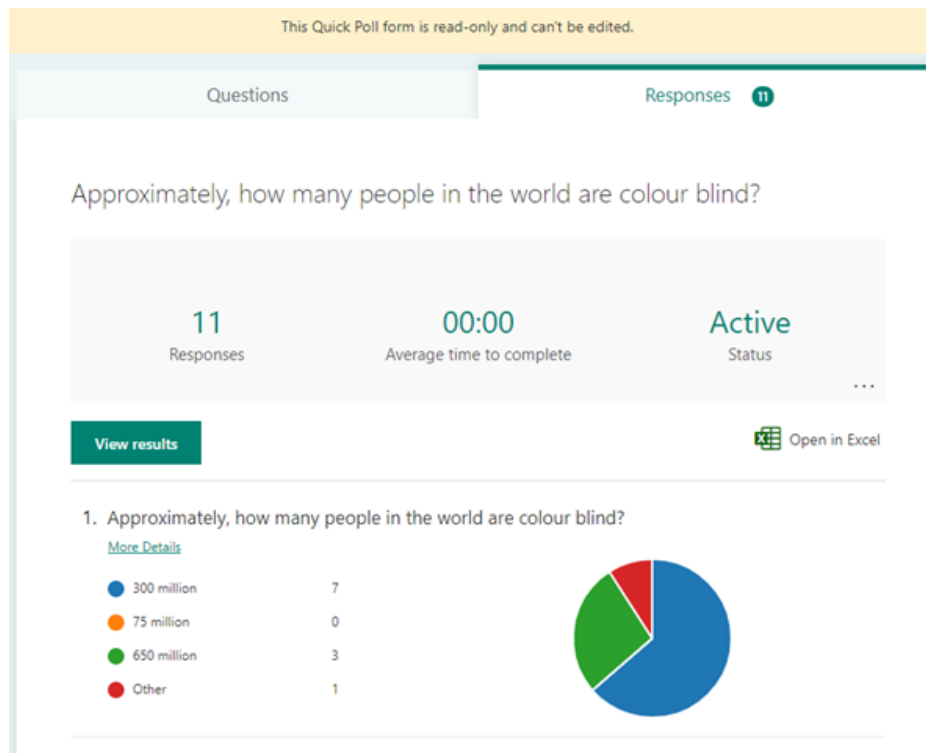 This Quick Poll form is read-only and can't be edited.
Questions
Responses 11
Approximately, how many people in the world are colour blind?
11 00:00 Active
Responses Average time to complete Status
...
View results Open in Excel
1. Approximately, how many people in the world are colour blind?
More Details
300 million 7
75 million 0
650 million 3
Other 1